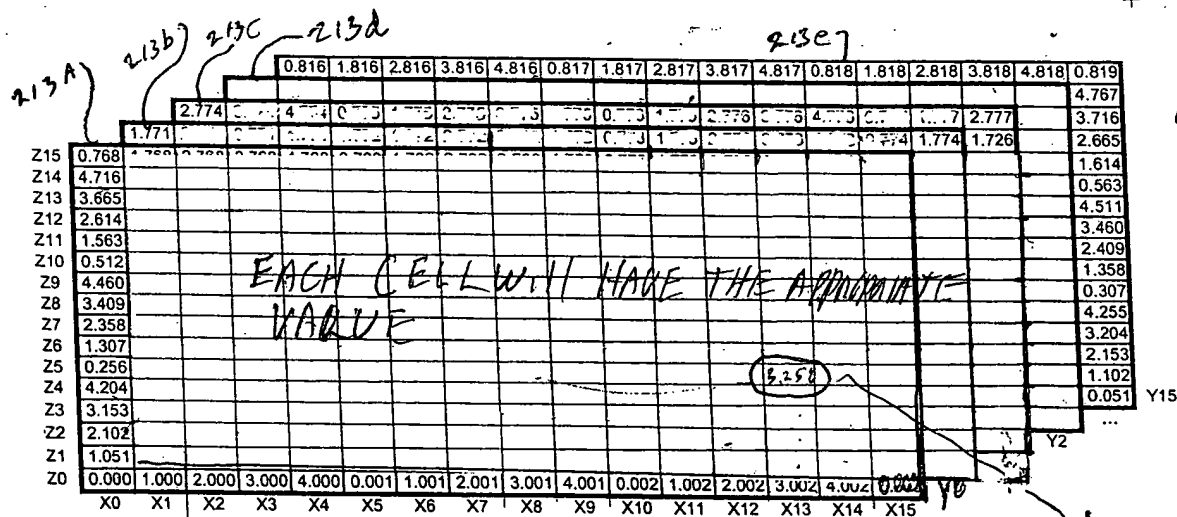 213b 213c 213d 213e
213A
0.816 1.816 2.816 3.816 4.816 0.817 1.817 2.817 3.817 4.817 0.818 1.818 2.818 3.818 4.818 0.819
4.767
2.774 2.777 3.716
1.771 1.774 1.726 2.665
Z15 0.768 1.614
Z14 4.716 0.563
Z13 3.665 4.511
Z12 2.614 3.460
Z11 1.563 2.409
Z10 0.512 1.358
EACH CELL Will HAVE THE APPROPRIATE
Z9 4.460 0.307
Z8 3.409 4.255
VALUE
Z7 2.358 3.204
Z6 1.307 2.153
Z5 0.256 3.258 1.102
Z4 4.204 0.051 Y15
Z3 3.153 ...
Z2 2.102 Y2
Z1 1.051
Z0 0.000 1.000 2.000 3.000 4.000 0.001 1.001 2.001 3.001 4.001 0.002 1.002 2.002 3.002 4.002 Y0
X0 X1 X2 X3 X4 X5 X6 X7 X8 X9 X10 X11 X12 X13 X14 X15